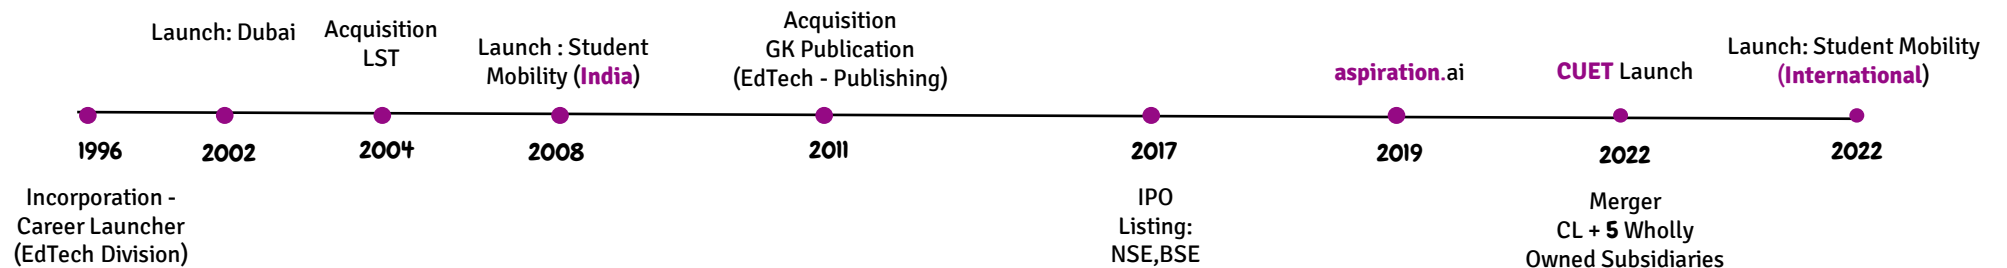 Launch: Dubai
Acquisition
LST
Launch : Student
Mobility (India)
Acquisition
GK Publication
(EdTech - Publishing)
aspiration.ai
CUET Launch
Launch: Student Mobility
(International)
1996
2002
2004
2008
2011
2017
2019
2022
2022
Incorporation -
Career Launcher
(EdTech Division)
IPO
Listing:
NSE,BSE
Merger
CL + 5 Wholly
Owned Subsidiaries